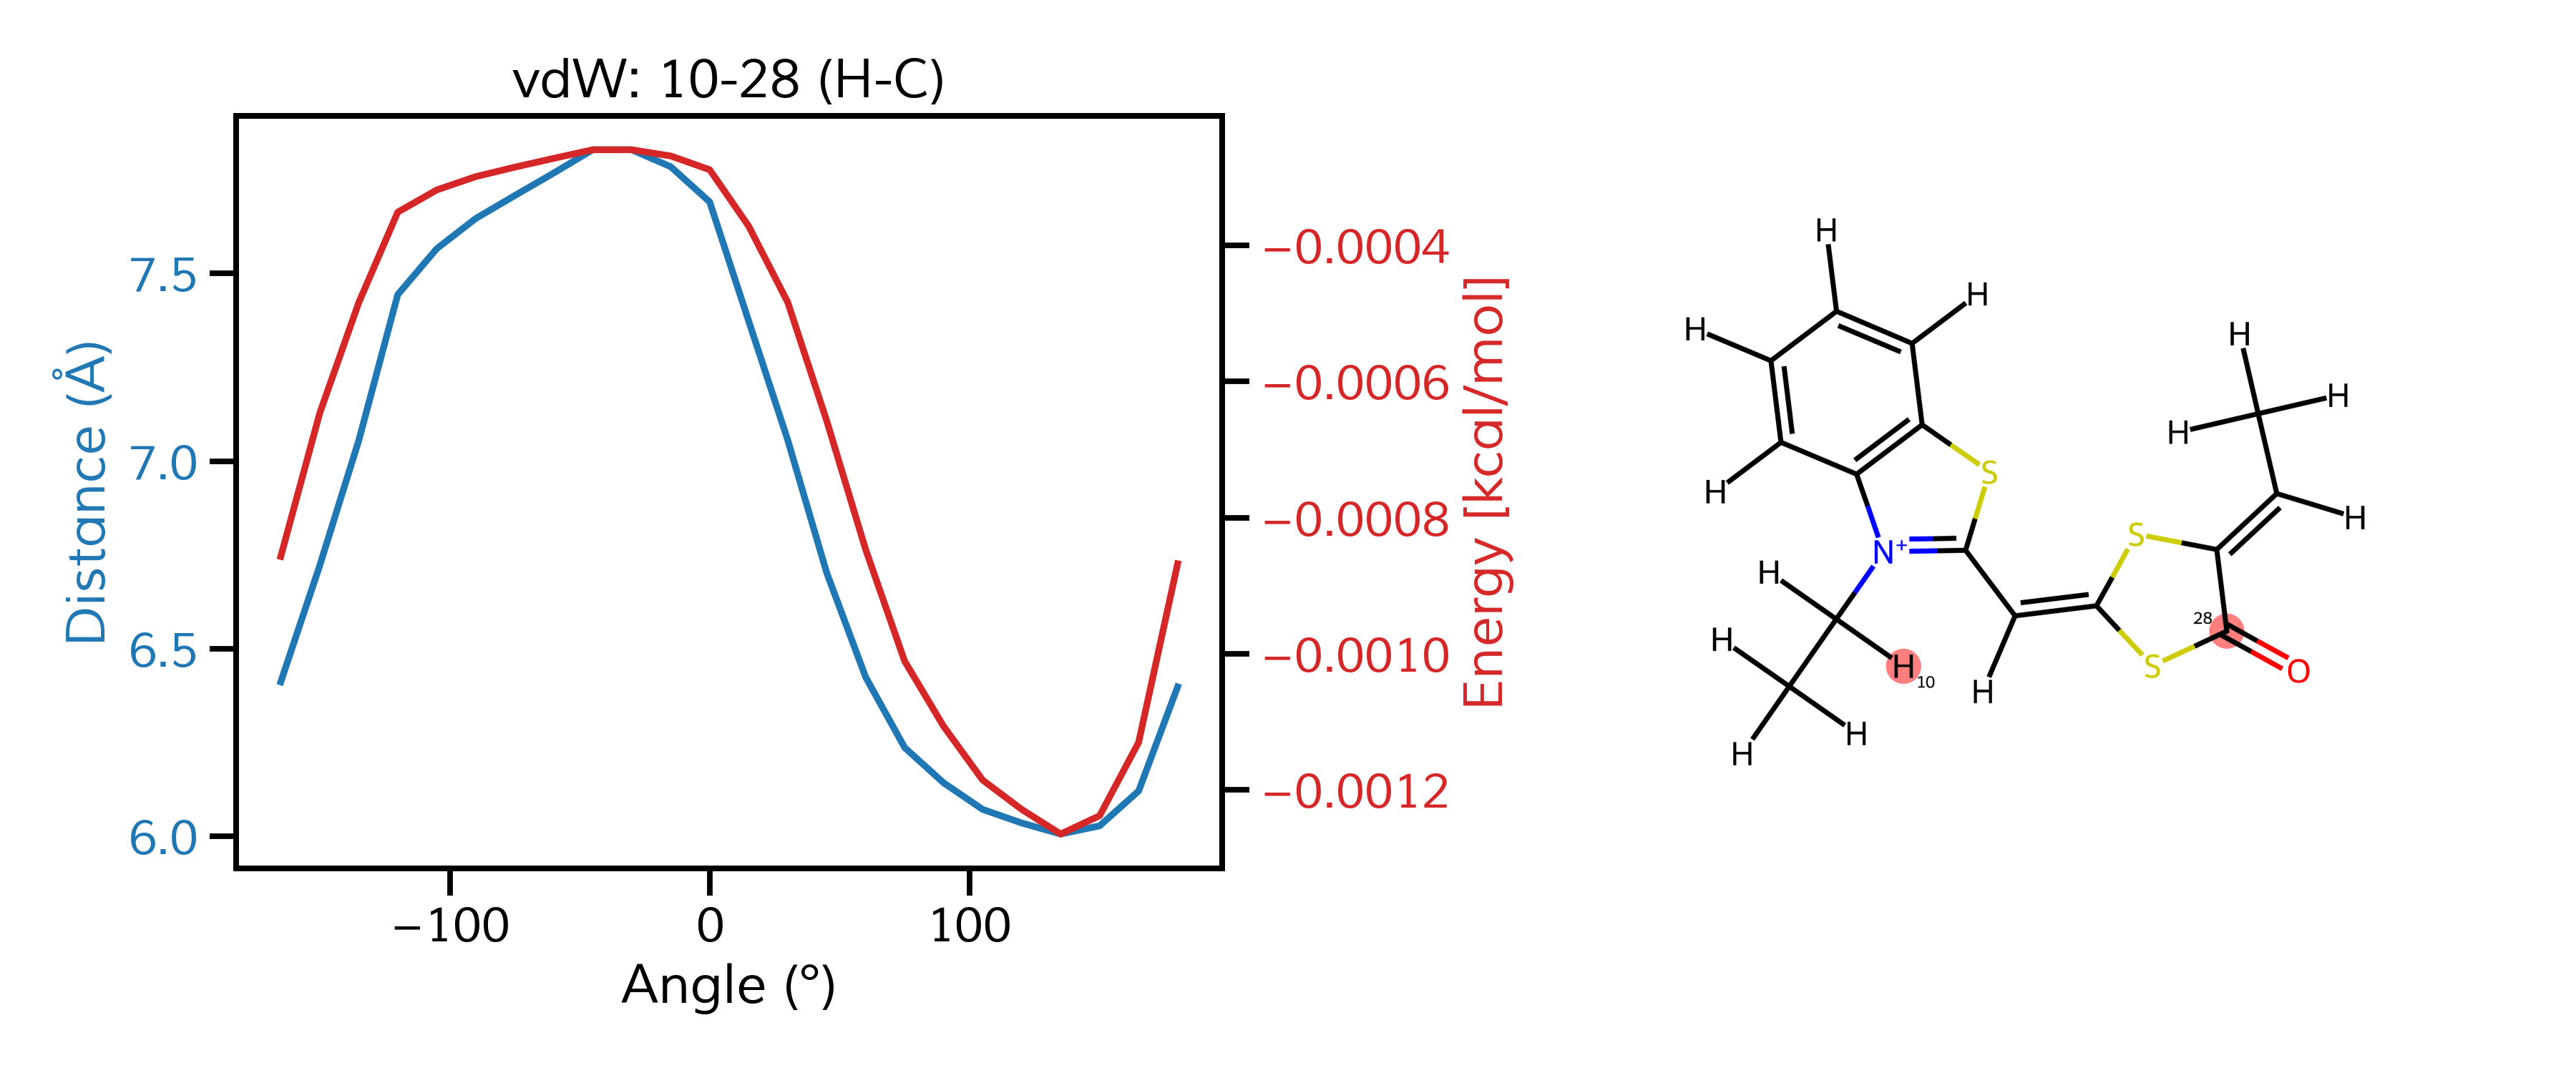 vdW: 10-28 (H-C)
Distance (Å)
7.5
7.0
6.5
6.0
−100
0
100
Angle (°)
−0.0004
−0.0006
−0.0008
−0.0010
−0.0012
Energy [kcal/mol]
H
H
H
H
H
H
S
H
H
N+
S
H
H
28
H
H
10
S
O
H
H
H